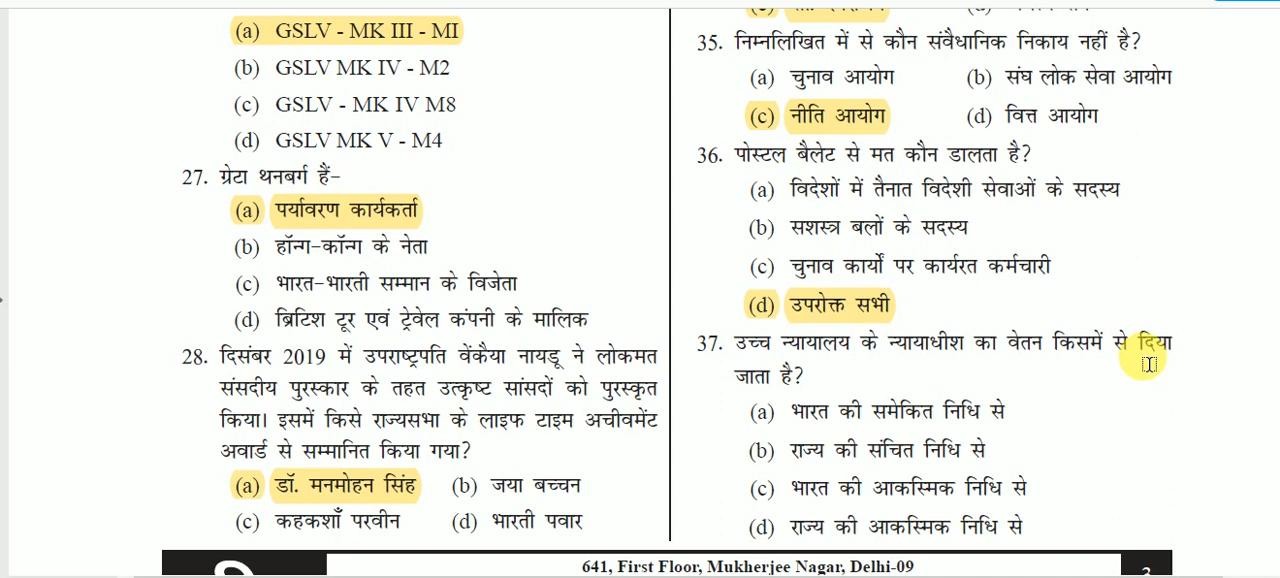 (a) GSLV - MK III - MI
(b) GSLV MK IV - M2
(c) GSLV - MK IV M8
(d) GSLV MK V - M4
27. ग्रेटा थनबर्ग हैं-
(a) पर्यावरण कार्यकर्ता
(b) हॉन्ग-कॉन्ग के नेता
(c) भारत-भारती सम्मान के विजेता
(d) ब्रिटिश टूर एवं ट्रेवेल कंपनी के मालिक
28. दिसंबर 2019 में उपराष्ट्रपति वेंकैया नायडू ने लोकमत
संसदीय पुरस्कार के तहत उत्कृष्ट सांसदों को पुरस्कृत
किया। इसमें किसे राज्यसभा के लाइफ टाइम अचीवमेंट
अवार्ड से सम्मानित किया गया?
(a) डॉ. मनमोहन सिंह (b) जया बच्चन
(c) कहकशाँ परवीन (d) भारती पवार
35. निम्नलिखित में से कौन संवैधानिक निकाय नहीं है?
(a) चुनाव आयोग (b) संघ लोक सेवा आयोग
(c) नीति आयोग (d) वित्त आयोग
36. पोस्टल बैलेट से मत कौन डालता है?
(a) विदेशों में तैनात विदेशी सेवाओं के सदस्य
(b) सशस्त्र बलों के सदस्य
(c) चुनाव कार्यों पर कार्यरत कर्मचारी
(d) उपरोक्त सभी
37. उच्च न्यायालय के न्यायाधीश का वेतन किसमें से दिया
जाता है?
(a) भारत की समेकित निधि से
(b) राज्य की संचित निधि से
(c) भारत की आकस्मिक निधि से
(d) राज्य की आकस्मिक निधि से
641, First Floor, Mukherjee Nagar, Delhi-09